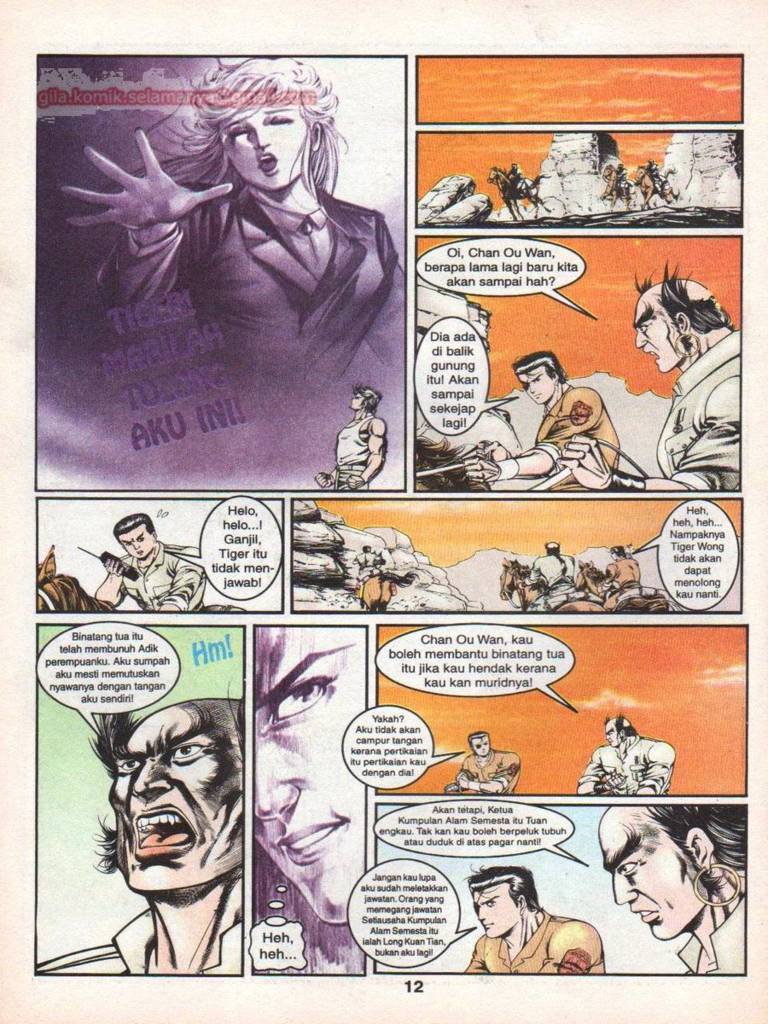 gila.komik.selamanya@gmail.com
TIGER!
MARILAH
TOLONG
AKU INI!
Oi, Chan Ou Wan,
berapa lama lagi baru kita
akan sampai hah?
Dia ada
di balik
gunung
itu! Akan
sampai
sekejap
lagi!
Helo,
helo...!
Ganjil,
Tiger itu
tidak men-
jawab!
Heh,
heh, heh...
Nampaknya
Tiger Wong
tidak akan
dapat
menolong
kau nanti.
Binatang tua itu
telah membunuh Adik
perempuanku. Aku sumpah
aku mesti memutuskan
nyawanya dengan tangan
aku sendiri!
Hm!
Heh,
heh...
Chan Ou Wan, kau
boleh membantu binatang tua
itu jika kau hendak kerana
kau kan muridnya!
Yakah?
Aku tidak akan
campur tangan
kerana pertikaian
itu pertikaian kau
dengan dia!
Akan tetapi, Ketua
Kumpulan Alam Semesta itu Tuan
engkau. Tak kan kau boleh berpeluk tubuh
atau duduk di atas pagar nanti!
Jangan kau lupa
aku sudah meletakkan
jawatan. Orang yang
memegang jawatan
Setiausaha Kumpulan
Alam Semesta itu
ialah Long Kuan Tian,
bukan aku lagi!
12